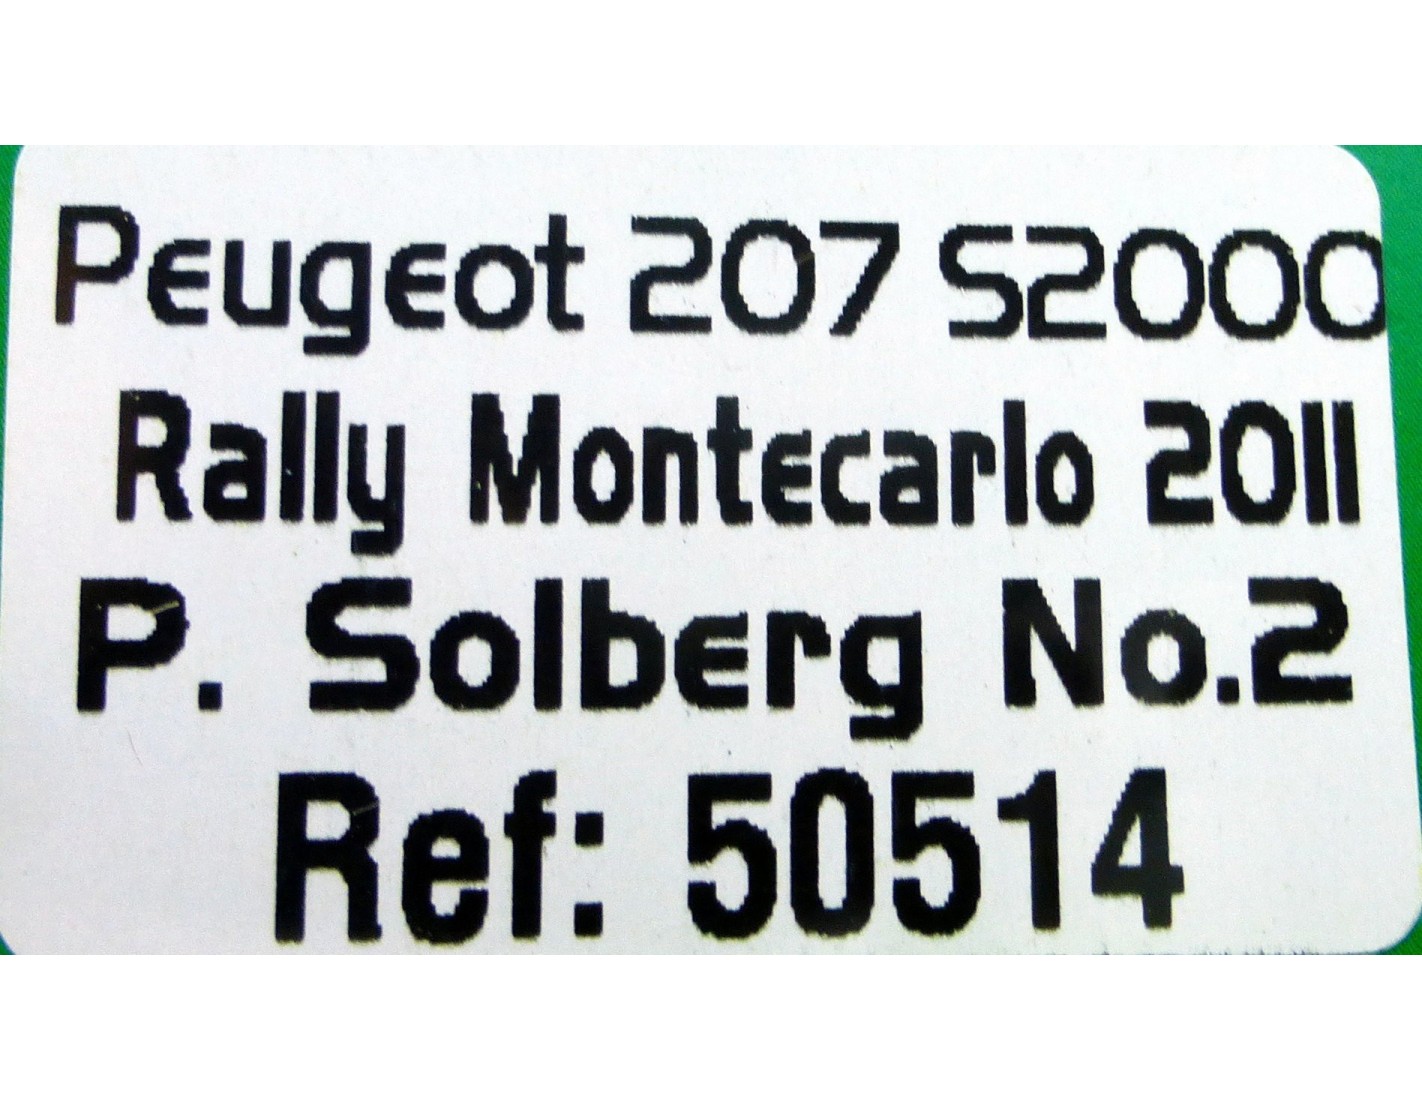 Peugeot 207 S2000
Rally Montecarlo 2011
P. Solberg No.2
Ref: 50514